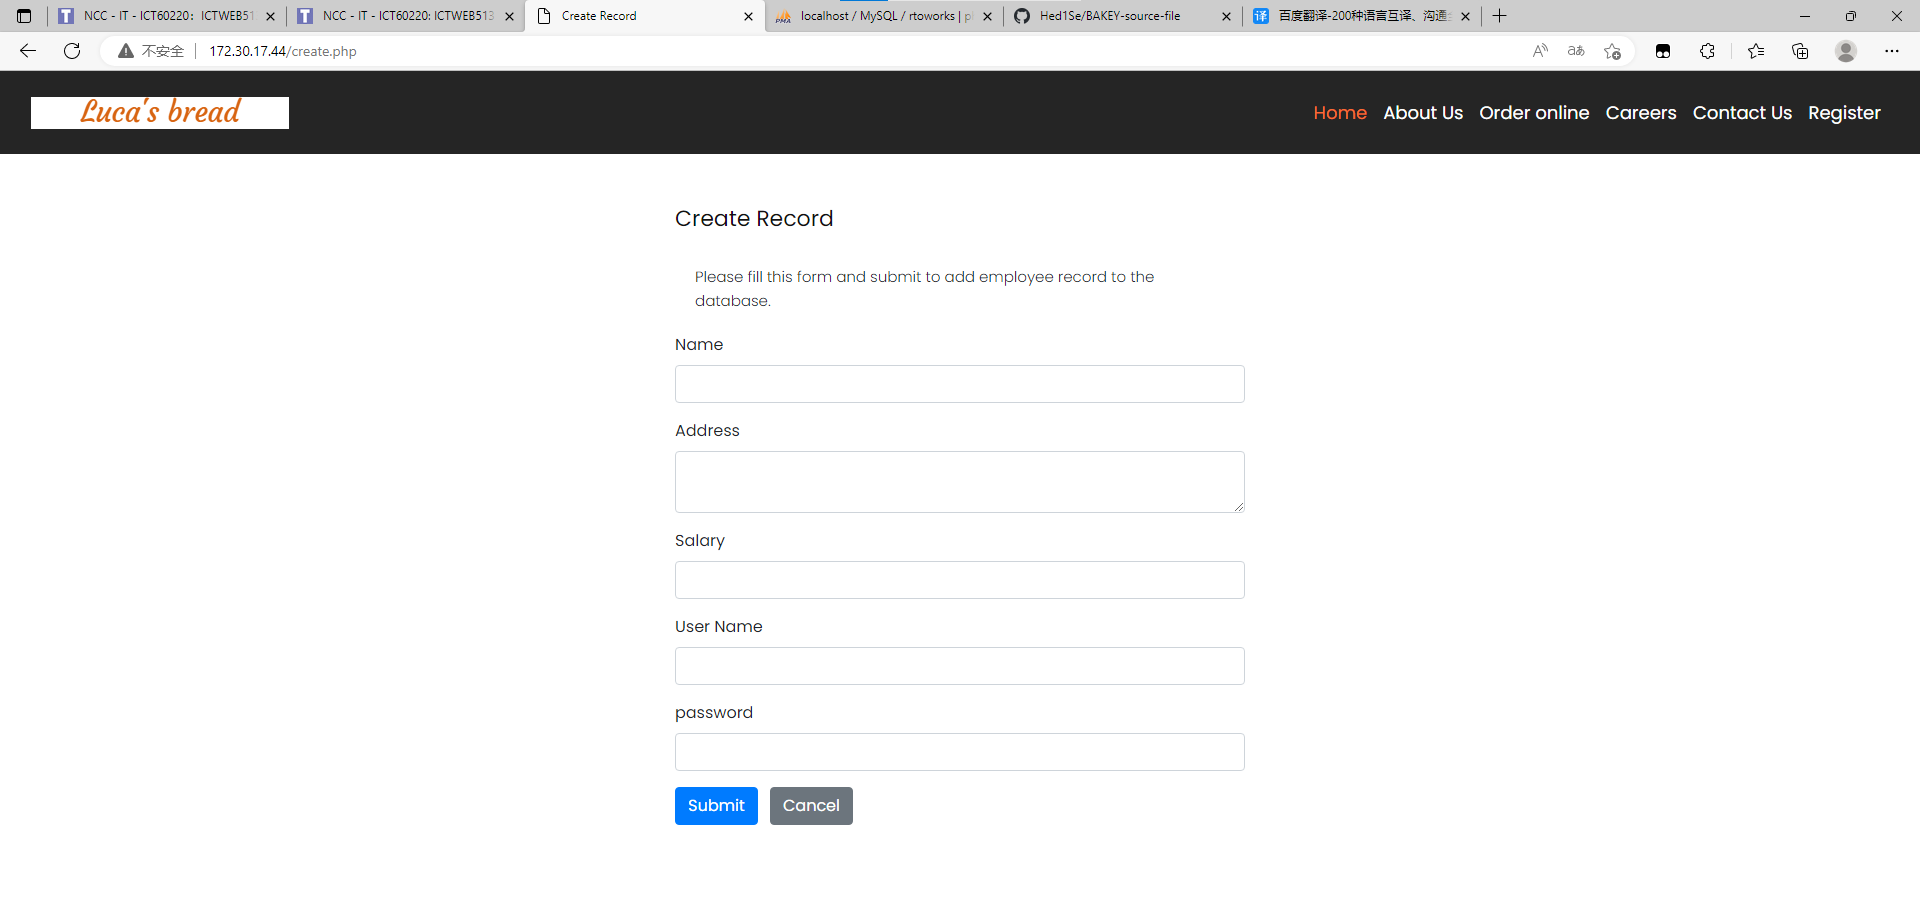 NCC - IT - ICT60220：ICTWEB51
NCC - IT - ICT60220: ICTWEB513
Create Record
localhost / MySQL / rtoworks | p
Hed1Se/BAKEY-source-file
百度翻译-200种语言互译、沟通
不安全
172.30.17.44/create.php
Luca's bread
Home
About Us
Order online
Careers
Contact Us
Register
Create Record
Please fill this form and submit to add employee record to the
database.
Name
Address
Salary
User Name
password
Submit
Cancel